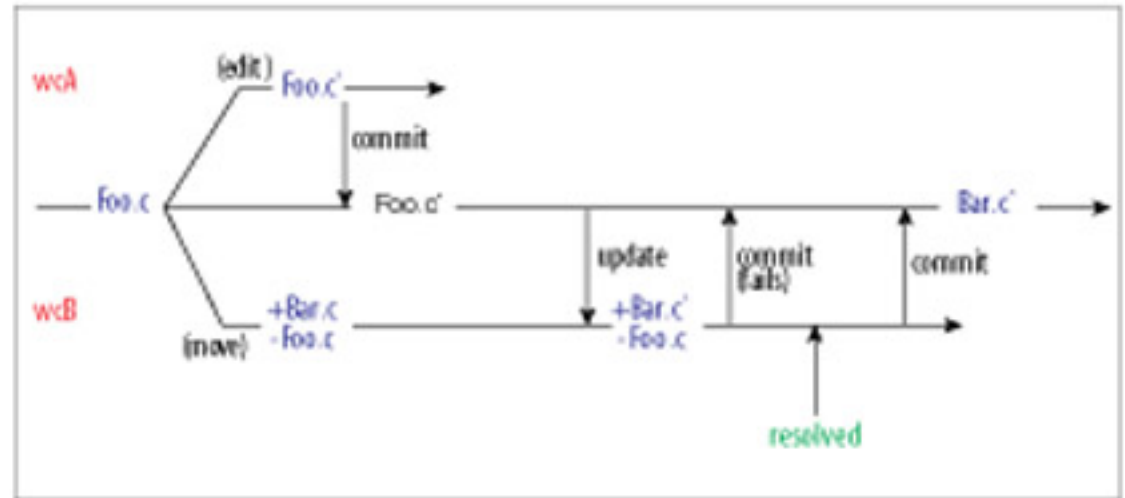 wcA
(edit)
Foo.c'
commit
Foo.c
Foo.c'
Bar.c'
update
commit
(fails)
commit
wcB
+Bar.c
-Foo.c
(move)
+Bar.c'
-Foo.c
resolved